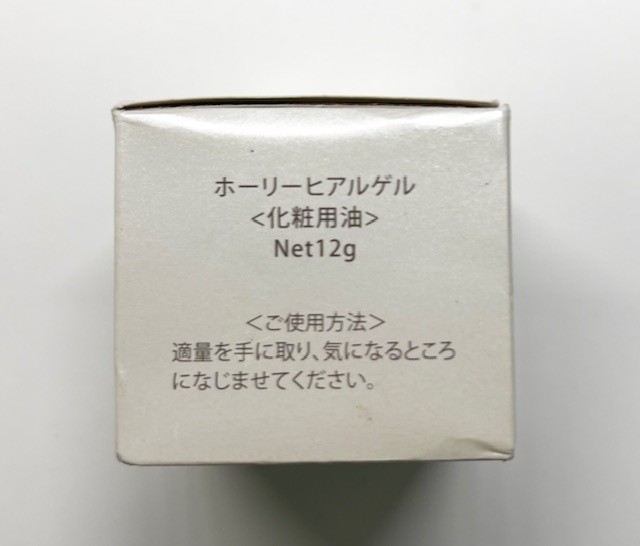 ホーリーヒアルゲル
<化粧用油>
Net12g
<ご使用方法>
適量を手に取り、気になるところ
になじませてください。